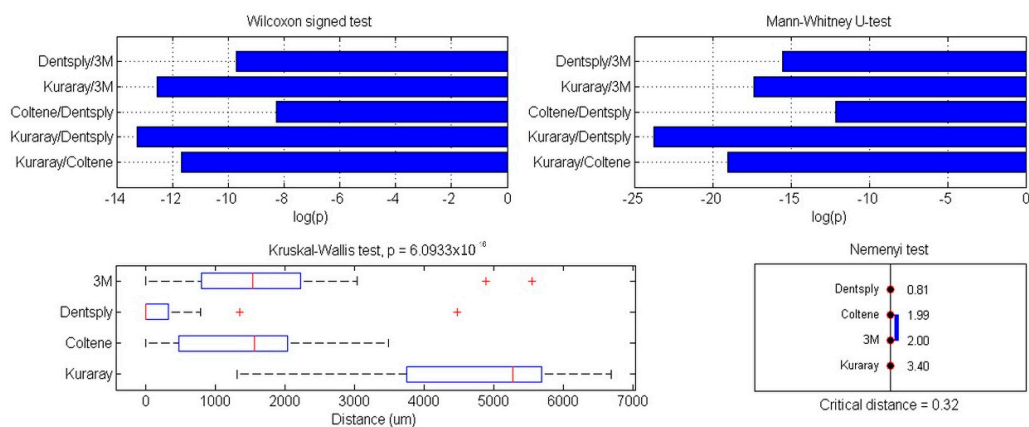 Wilcoxon signed test
Dentsply/3M
Kuraray/3M
Coltene/Dentsply
Kuraray/Dentsply
Kuraray/Coltene
-14 -12 -10 -8 -6 -4 -2 0
log(p)
Mann-Whitney U-test
Dentsply/3M
Kuraray/3M
Coltene/Dentsply
Kuraray/Dentsply
Kuraray/Coltene
-25 -20 -15 -10 -5 0
log(p)
Kruskal-Wallis test, p = 6.0933x10
3M
Dentsply
Coltene
Kuraray
0 1000 2000 3000 4000 5000 6000 7000
Distance (um)
Nemenyi test
Dentsply 0.81
Coltene 1.99
3M 2.00
Kuraray 3.40
Critical distance = 0.32